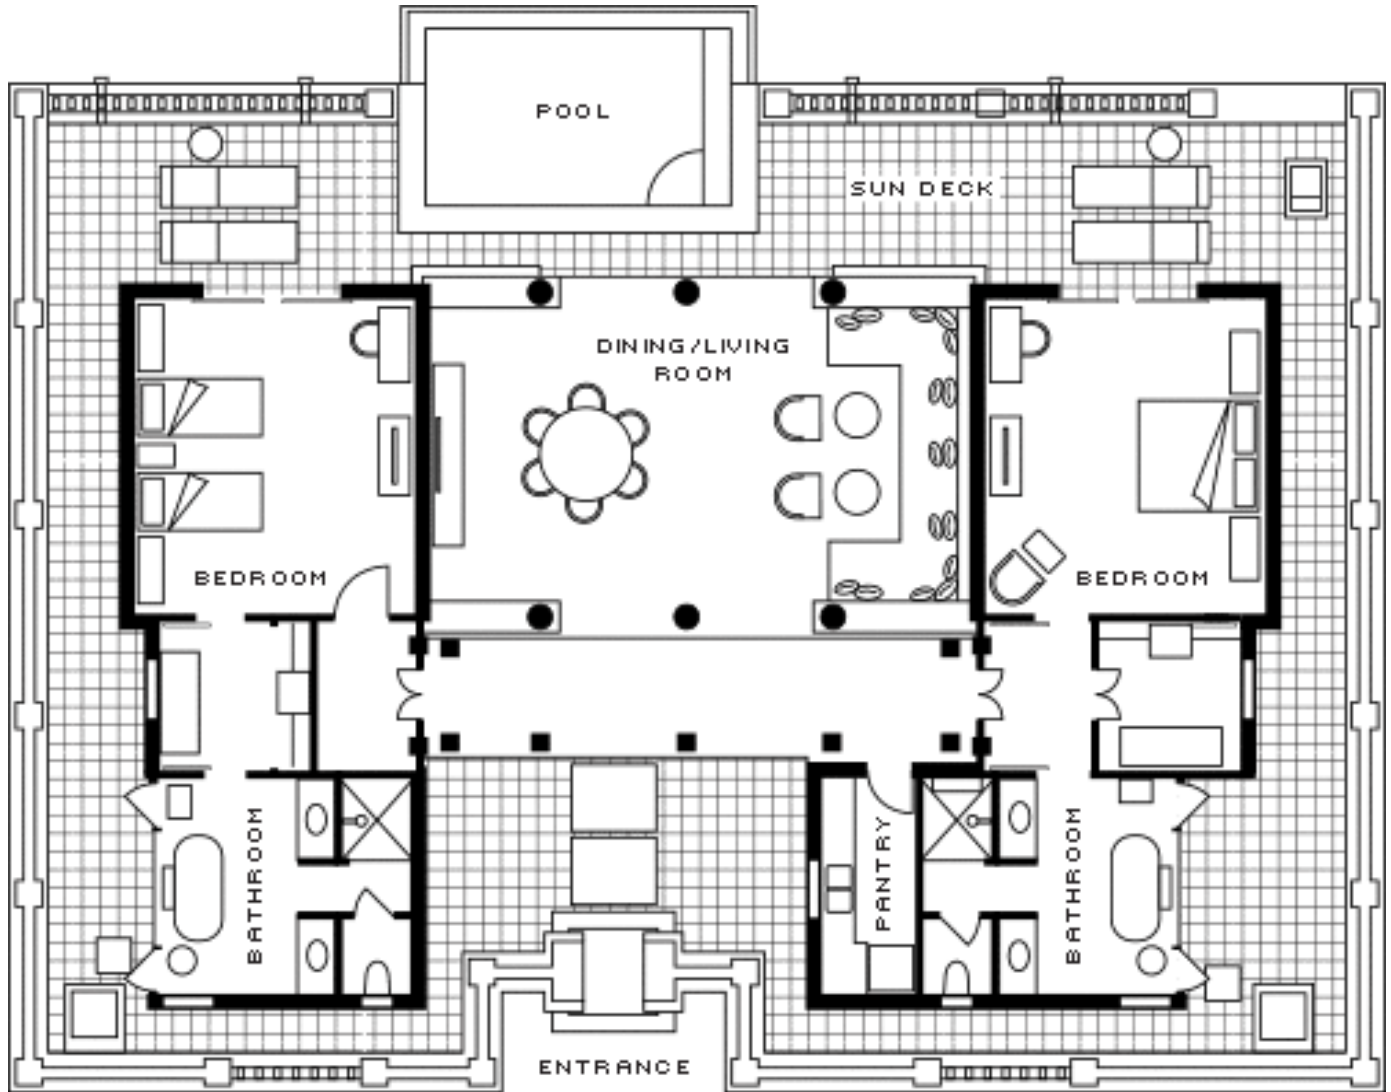 POOL
SUN DECK
DINING/LIVING
ROOM
BEDROOM
BEDROOM
BATHROOM
PANTRY
BATHROOM
ENTRANCE